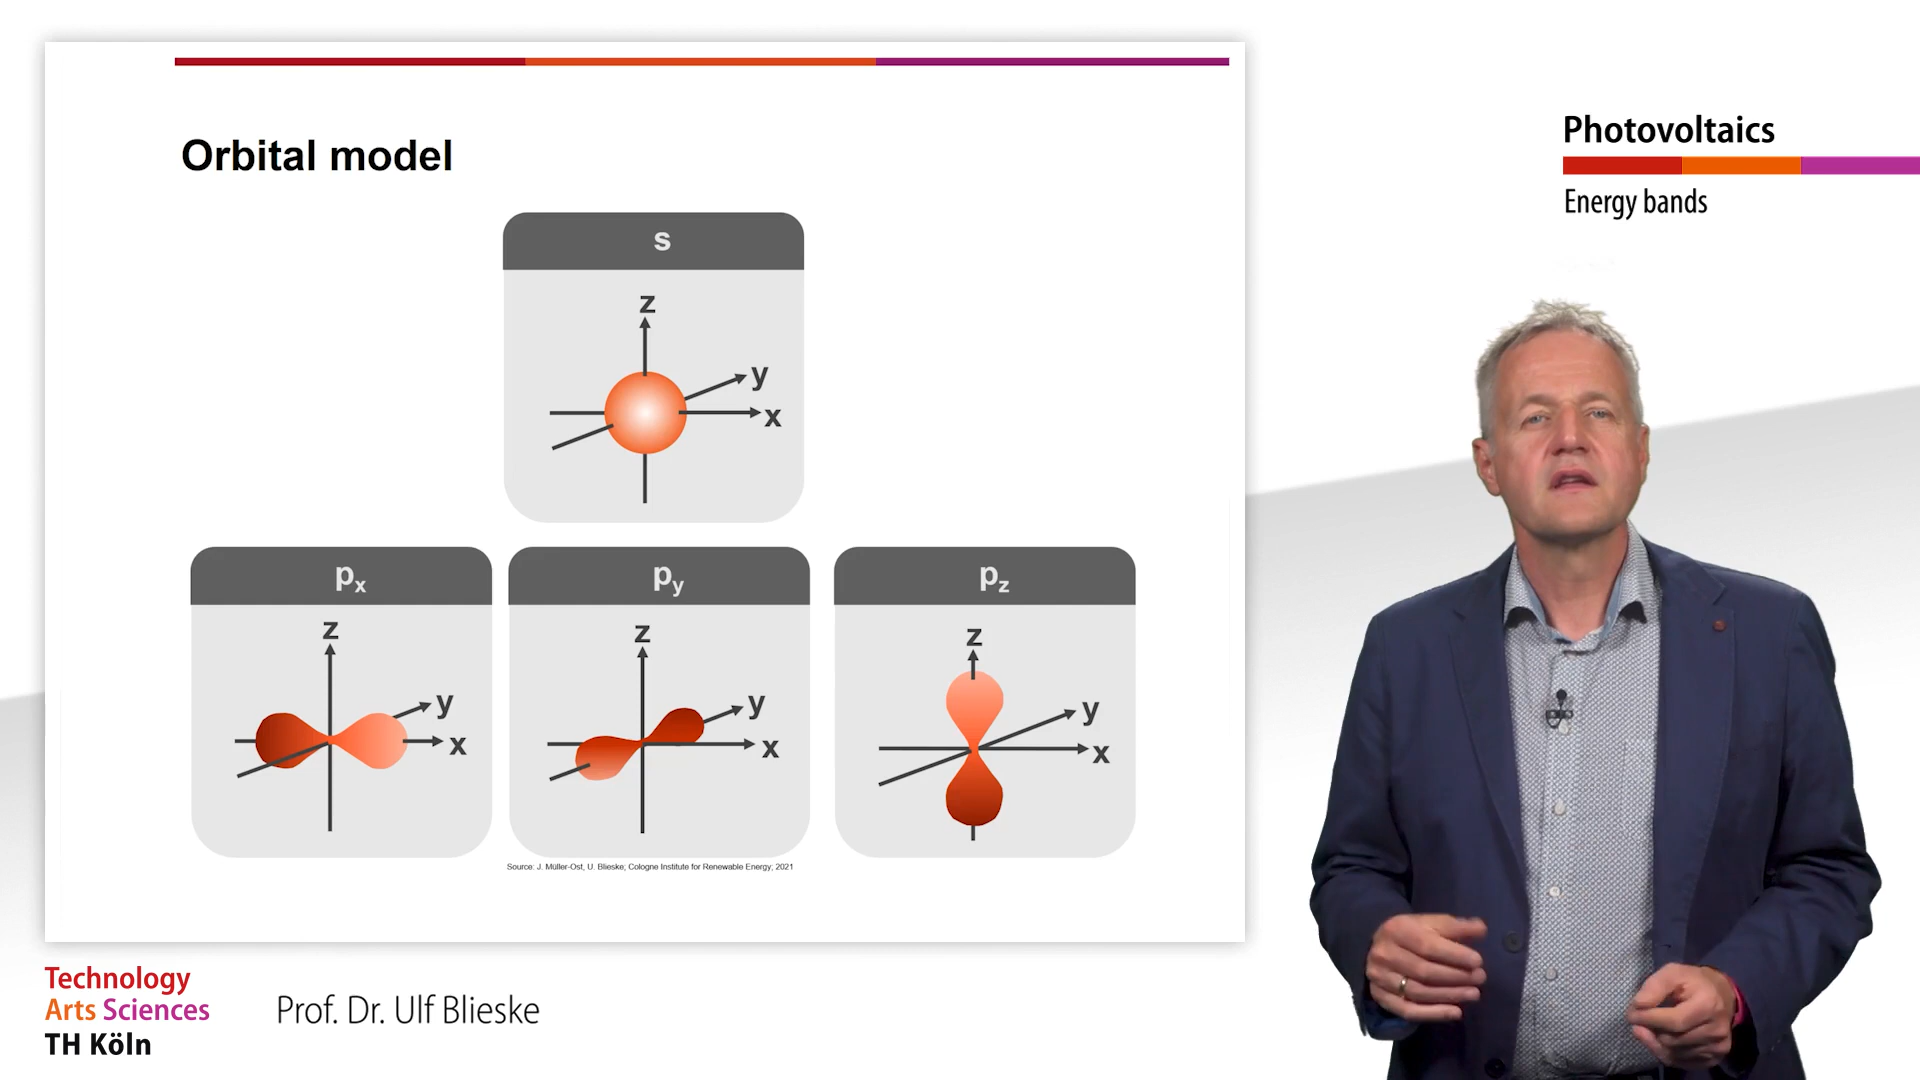 Orbital model
s
z
y
x
px
py
pz
z
y
x
z
y
x
z
y
x
Source: J. Müller-Ost, U. Blieske; Cologne Institute for Renewable Energy; 2021
Photovoltaics
Energy bands
Technology
Arts Sciences
TH Köln
Prof. Dr. Ulf Blieske